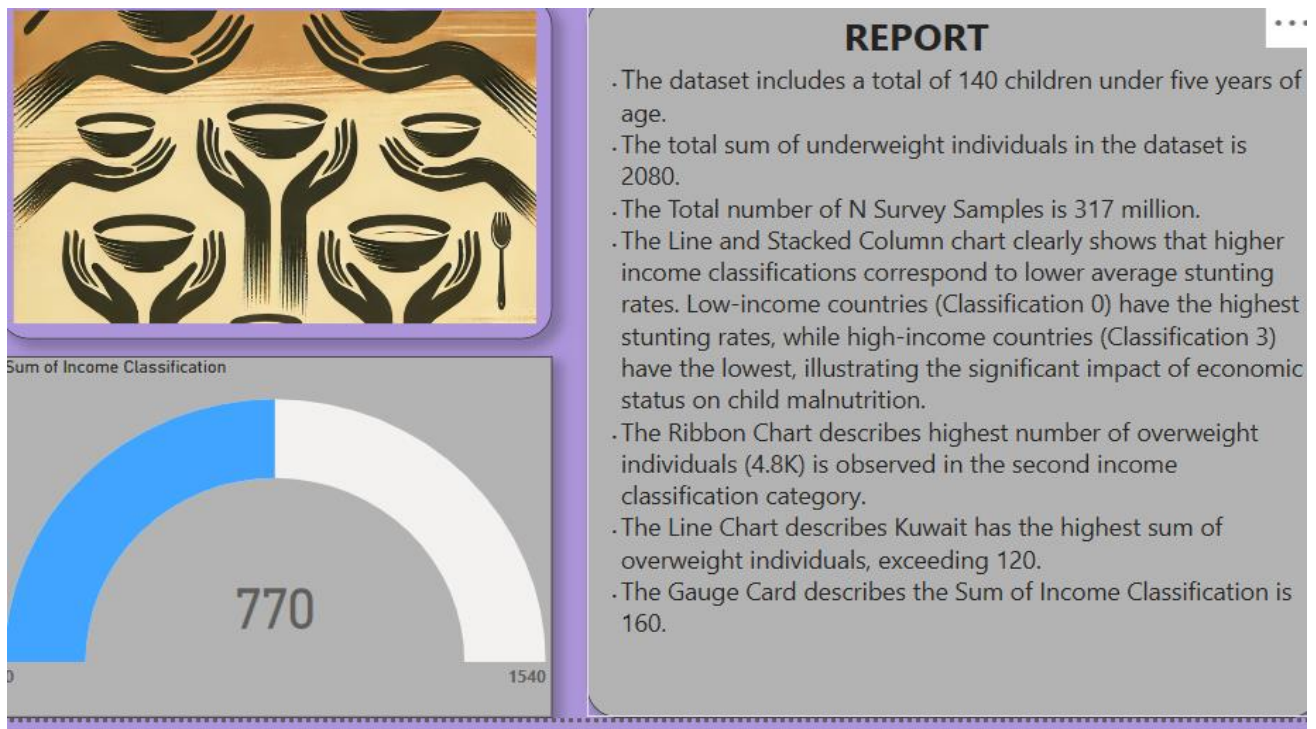 REPORT
. The dataset includes a total of 140 children under five years of
age.
. The total sum of underweight individuals in the dataset is
2080.
. The Total number of N Survey Samples is 317 million.
. The Line and Stacked Column chart clearly shows that higher
income classifications correspond to lower average stunting
rates. Low-income countries (Classification 0) have the highest
stunting rates, while high-income countries (Classification 3)
have the lowest, illustrating the significant impact of economic
status on child malnutrition.
. The Ribbon Chart describes highest number of overweight
individuals (4.8K) is observed in the second income
classification category.
. The Line Chart describes Kuwait has the highest sum of
overweight individuals, exceeding 120.
. The Gauge Card describes the Sum of Income Classification is
160.
Sum of Income Classification
770
0
1540